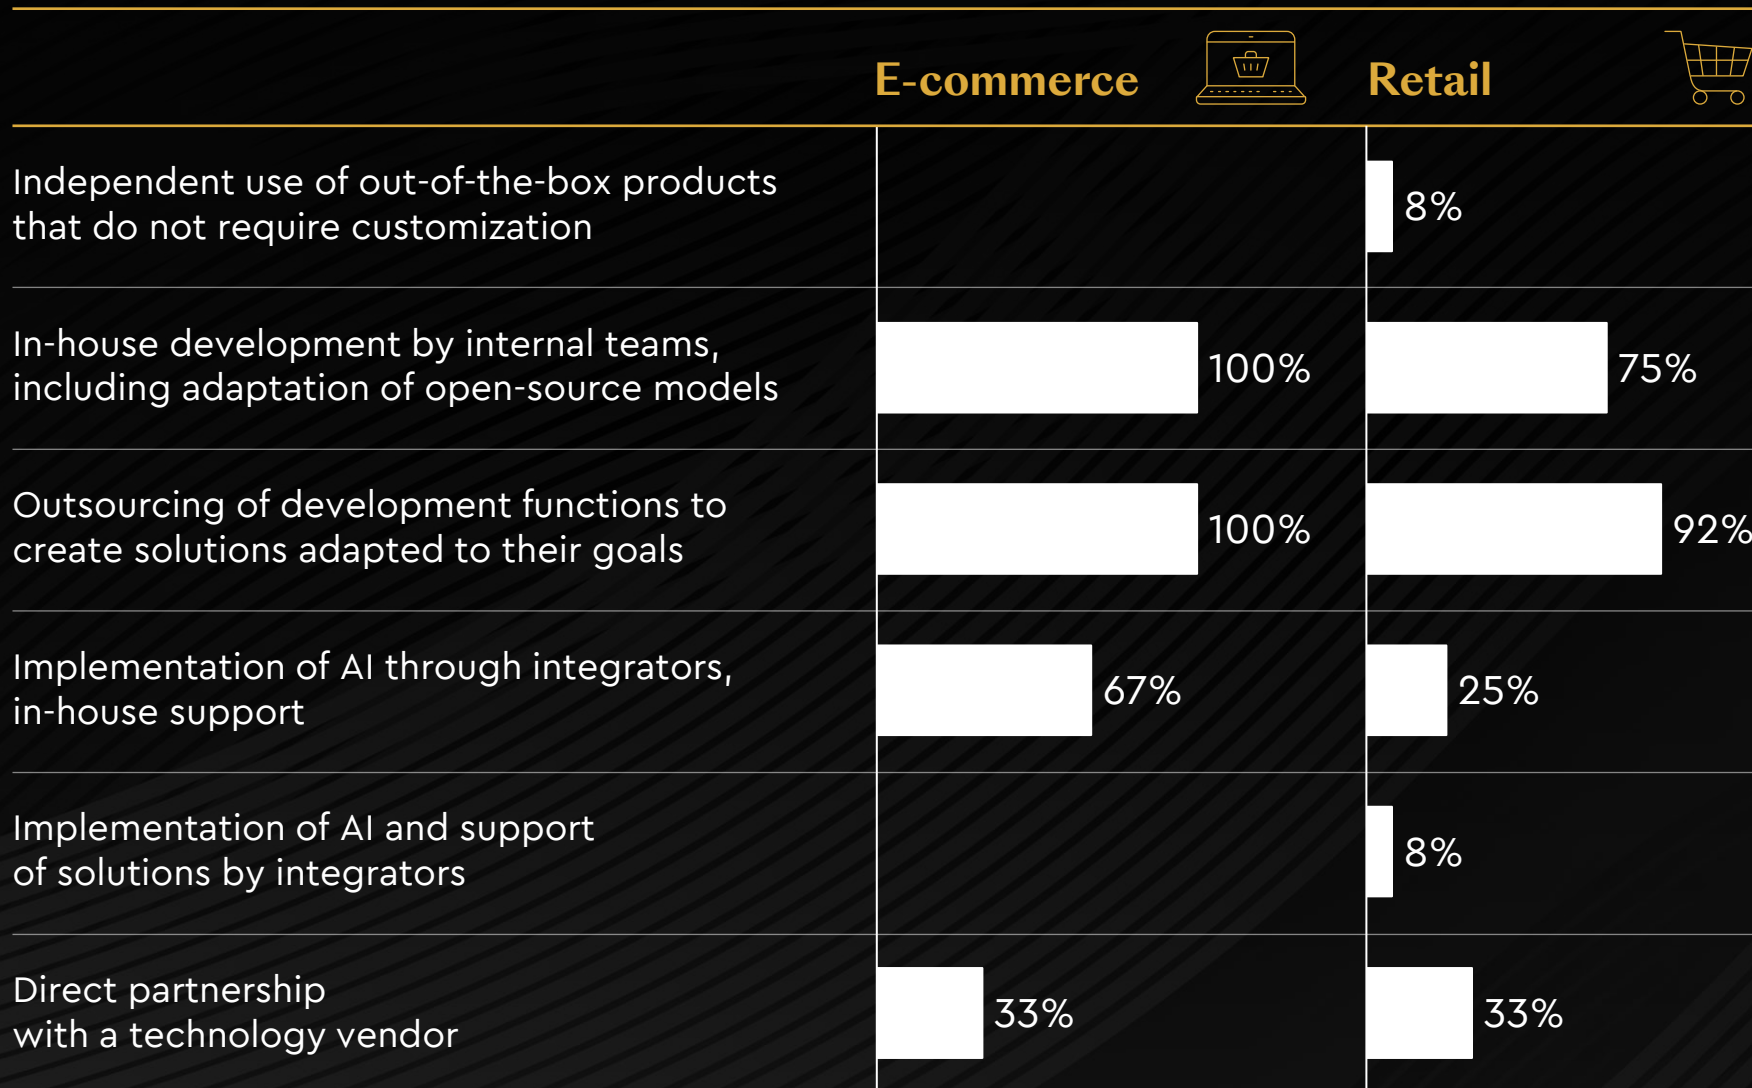 E-commerce
Retail
Independent use of out-of-the-box products
that do not require customization
8%
In-house development by internal teams,
including adaptation of open-source models
100%
75%
Outsourcing of development functions to
create solutions adapted to their goals
100%
92%
Implementation of AI through integrators,
in-house support
67%
25%
Implementation of AI and support
of solutions by integrators
8%
Direct partnership
with a technology vendor
33%
33%